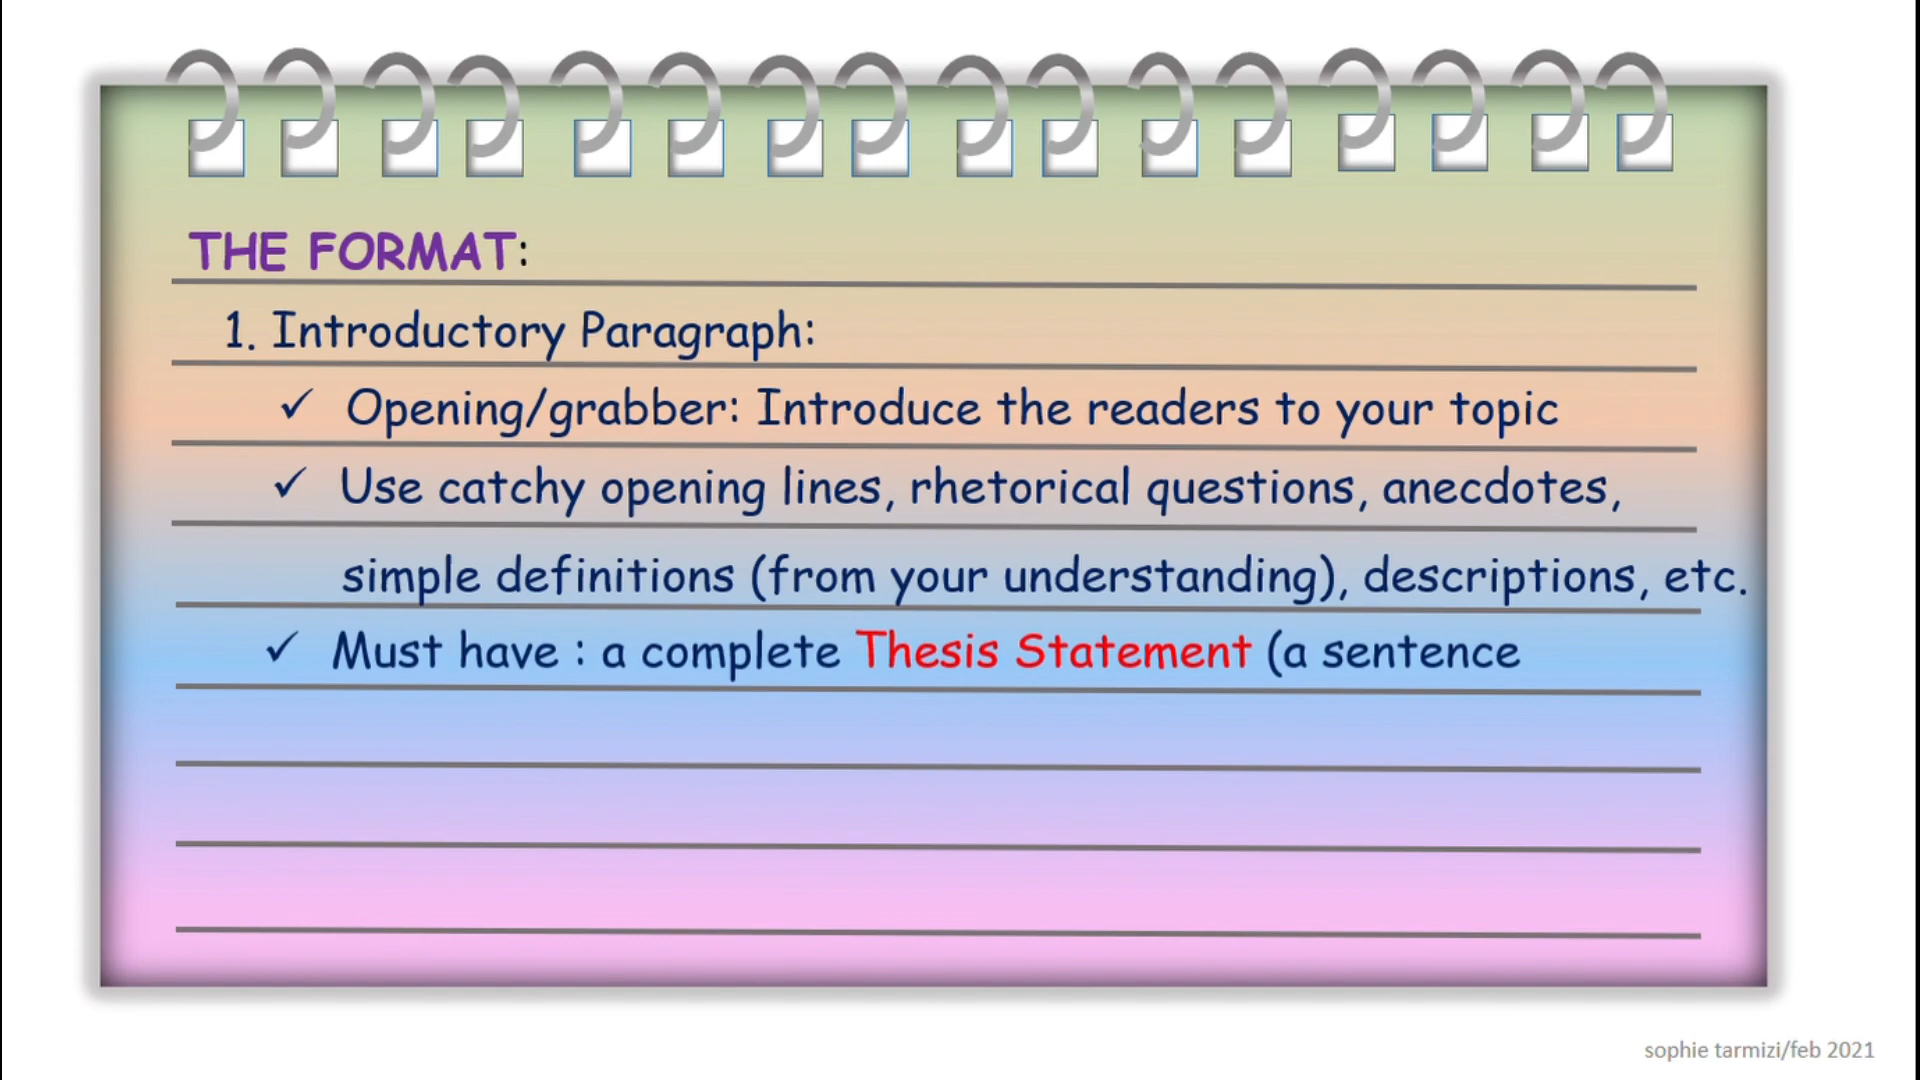 THE FORMAT:
1. Introductory Paragraph:
✓ Opening/grabber: Introduce the readers to your topic
✓ Use catchy opening lines, rhetorical questions, anecdotes,
simple definitions (from your understanding), descriptions, etc.
✓ Must have : a complete Thesis Statement (a sentence
sophie tarmizi/feb 2021